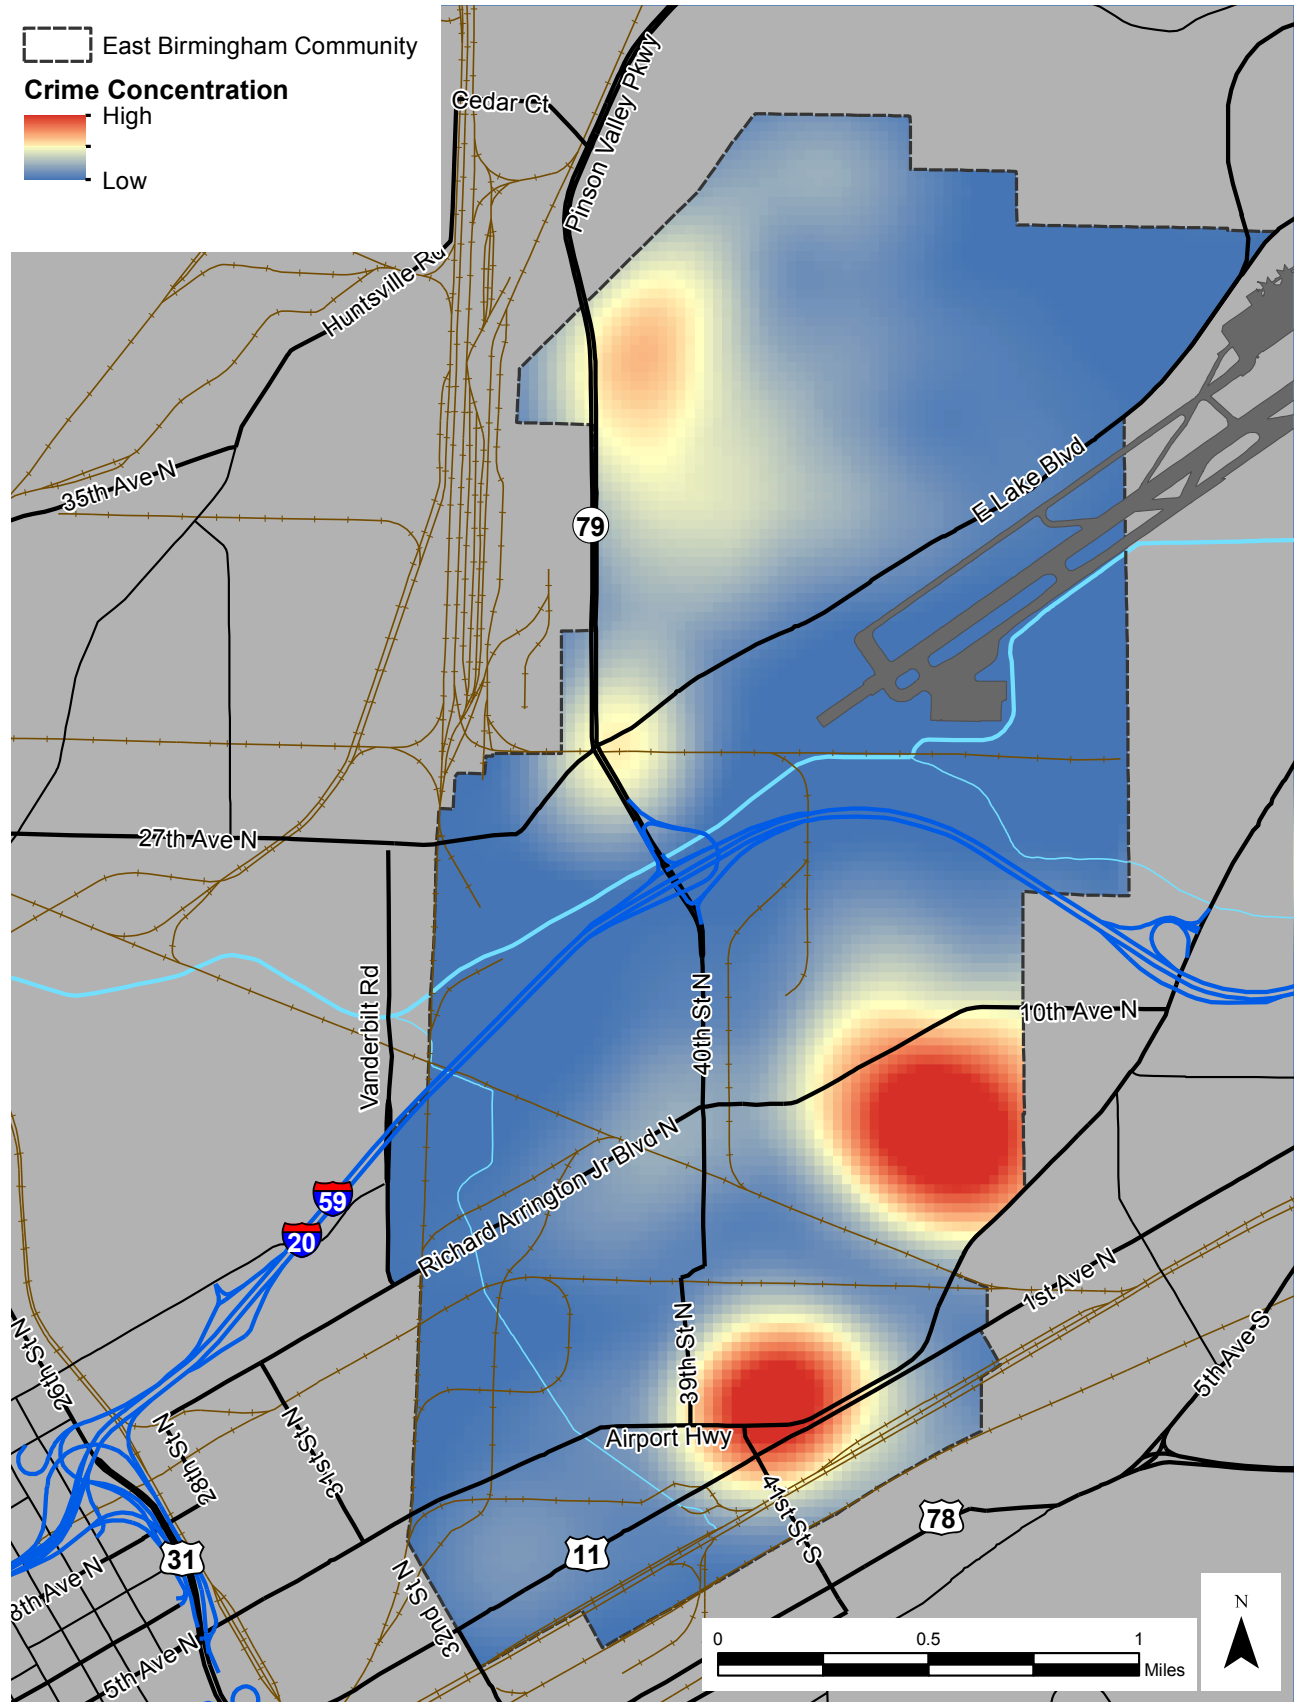 East Birmingham Community
Crime Concentration
High
Low
Cedar Ct
Pinson Valley Pkwy
Huntsville Rd
35th Ave N
E Lake Blvd
79
27th Ave N
Vanderbilt Rd
40th St N
10th Ave N
Richard Arrington Jr Blvd N
59
20
1st Ave N
5th Ave S
39th St N
Airport Hwy
26th St N
28th St N
31st St N
41st St S
78
11
31
8th Ave N
32nd St N
5th Ave N
N
0 0.5 1
Miles